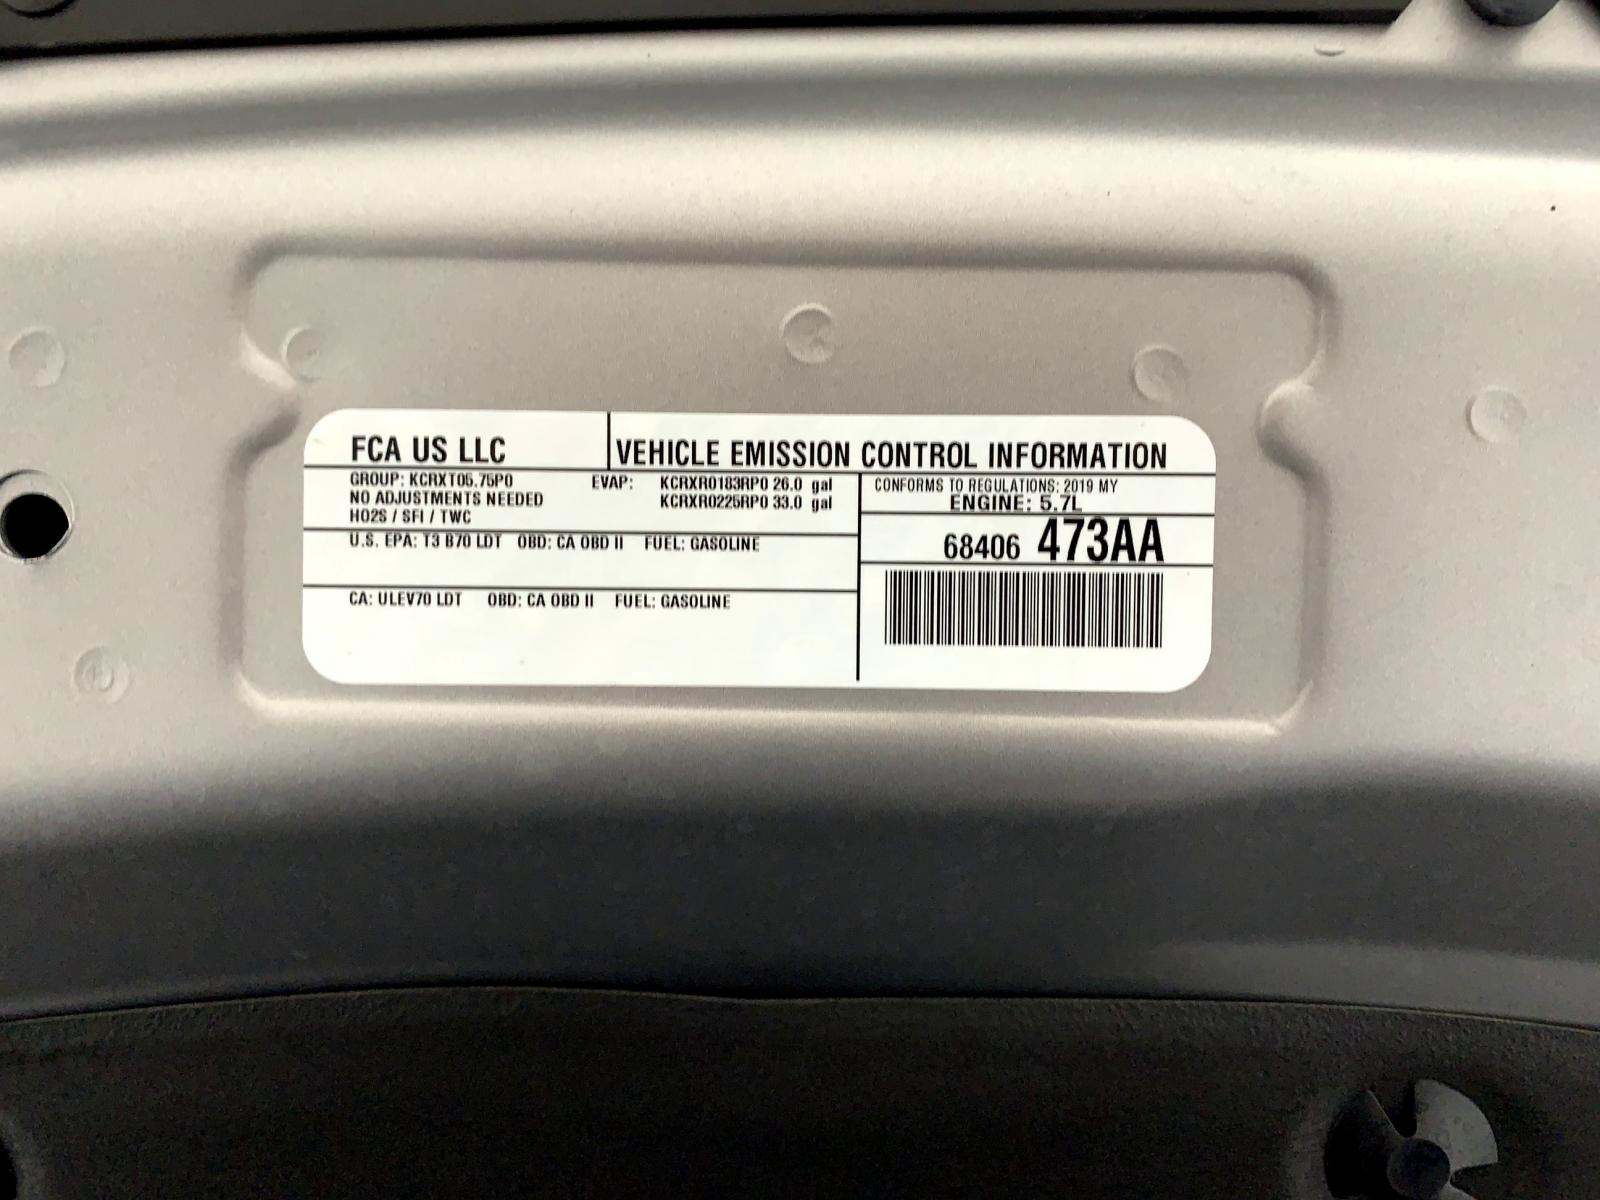 FCA US LLC
VEHICLE EMISSION CONTROL INFORMATION
GROUP: KCRXT05.75P0
NO ADJUSTMENTS NEEDED
HO2S / SFI / TWC
EVAP: KCRXR0183RP0 26.0 gal
KCRXR0225RP0 33.0 gal
CONFORMS TO REGULATIONS: 2019 MY
ENGINE: 5.7L
U.S. EPA: T3 B70 LDT OBD: CA OBD II FUEL: GASOLINE
68406 473AA
CA: ULEV70 LDT OBD: CA OBD II FUEL: GASOLINE